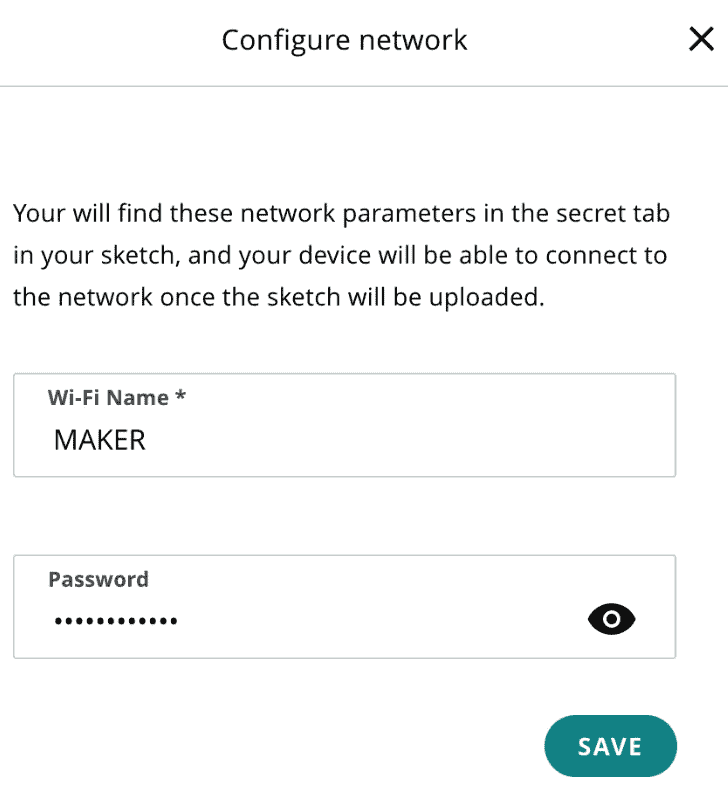 Configure network
Your will find these network parameters in the secret tab
in your sketch, and your device will be able to connect to
the network once the sketch will be uploaded.
Wi-Fi Name *
MAKER
Password
••••••••••••
SAVE